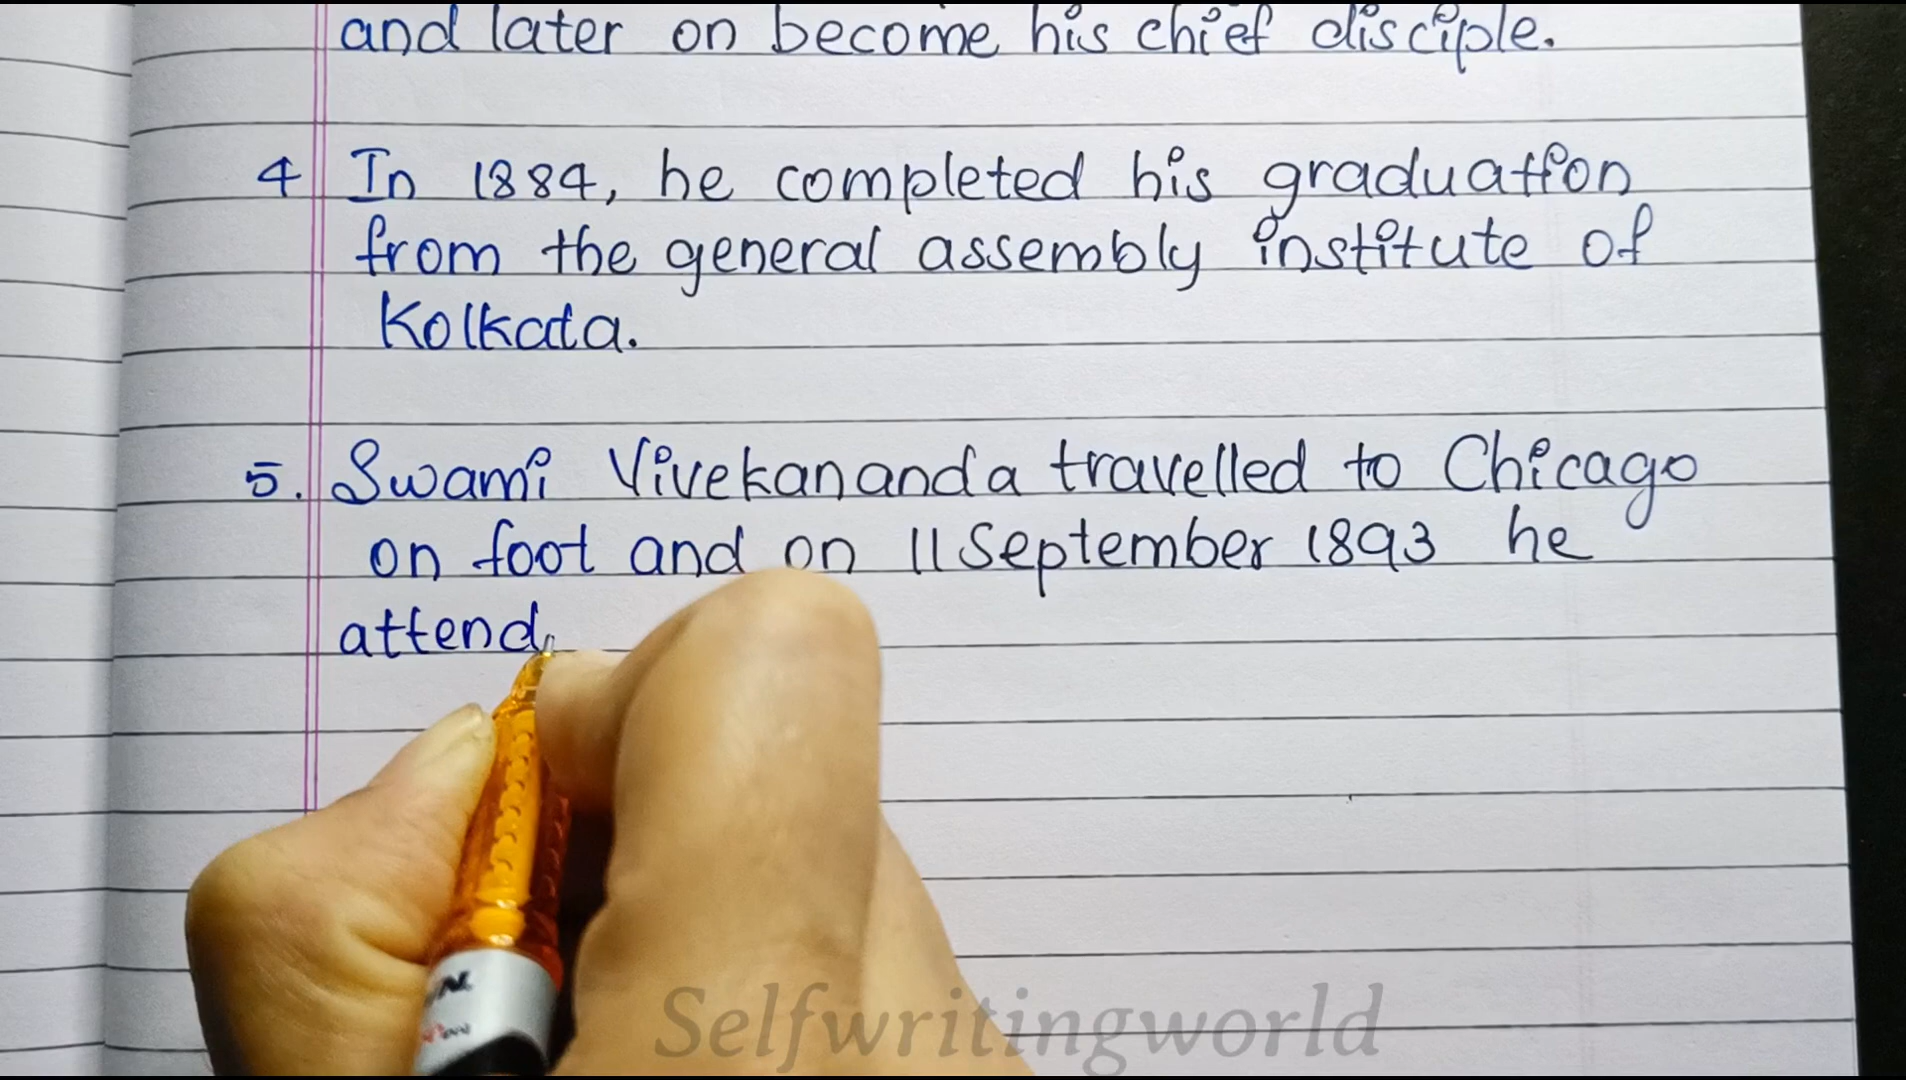 and later on become his chief disciple.
4 In 1884, he completed his graduation
from the general assembly institute of
Kolkata.
5. Swami Vivekananda travelled to Chicago
on foot and on 11 September 1893 he
attend
Selfwritingworld